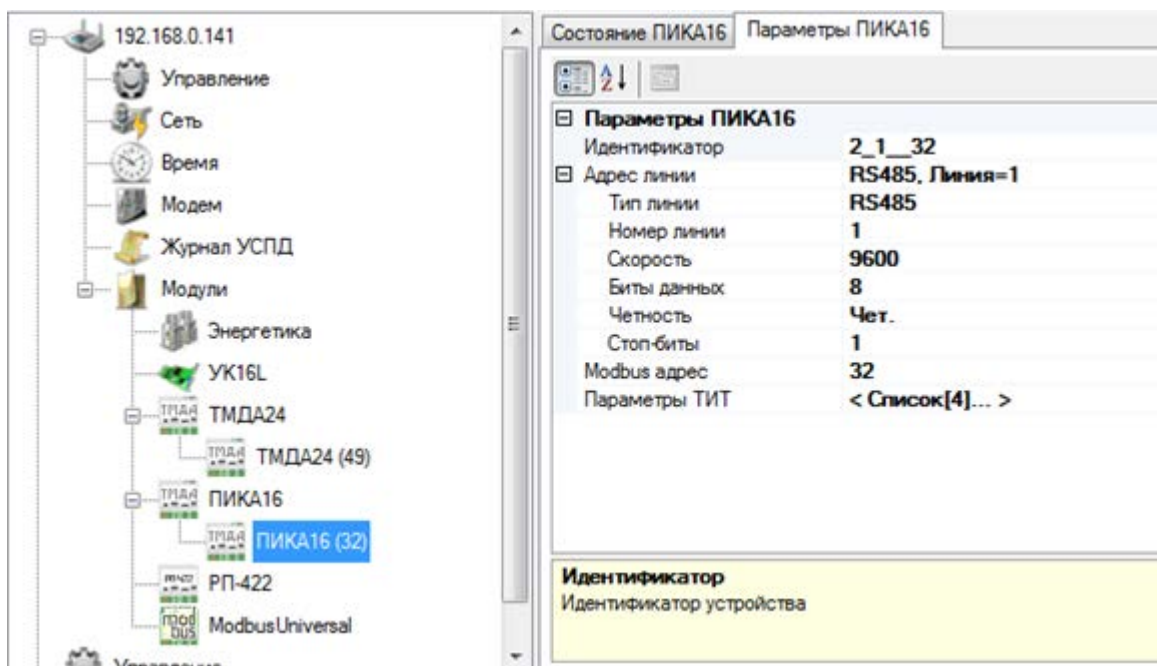 192.168.0.141
Управление
Сеть
Время
Модем
Журнал УСПД
Модули
Энергетика
УК16L
ТМДА24
ТМДА24 (49)
ПИКА16
ПИКА16 (32)
РП-422
ModbusUniversal
Управление
Состояние ПИКА16 Параметры ПИКА16
Параметры ПИКА16
Идентификатор 2_1__32
Адрес линии RS485, Линия=1
Тип линии RS485
Номер линии 1
Скорость 9600
Биты данных 8
Четность Чет.
Стоп-биты 1
Modbus адрес 32
Параметры ТИТ < Список[4]... >
Идентификатор
Идентификатор устройства